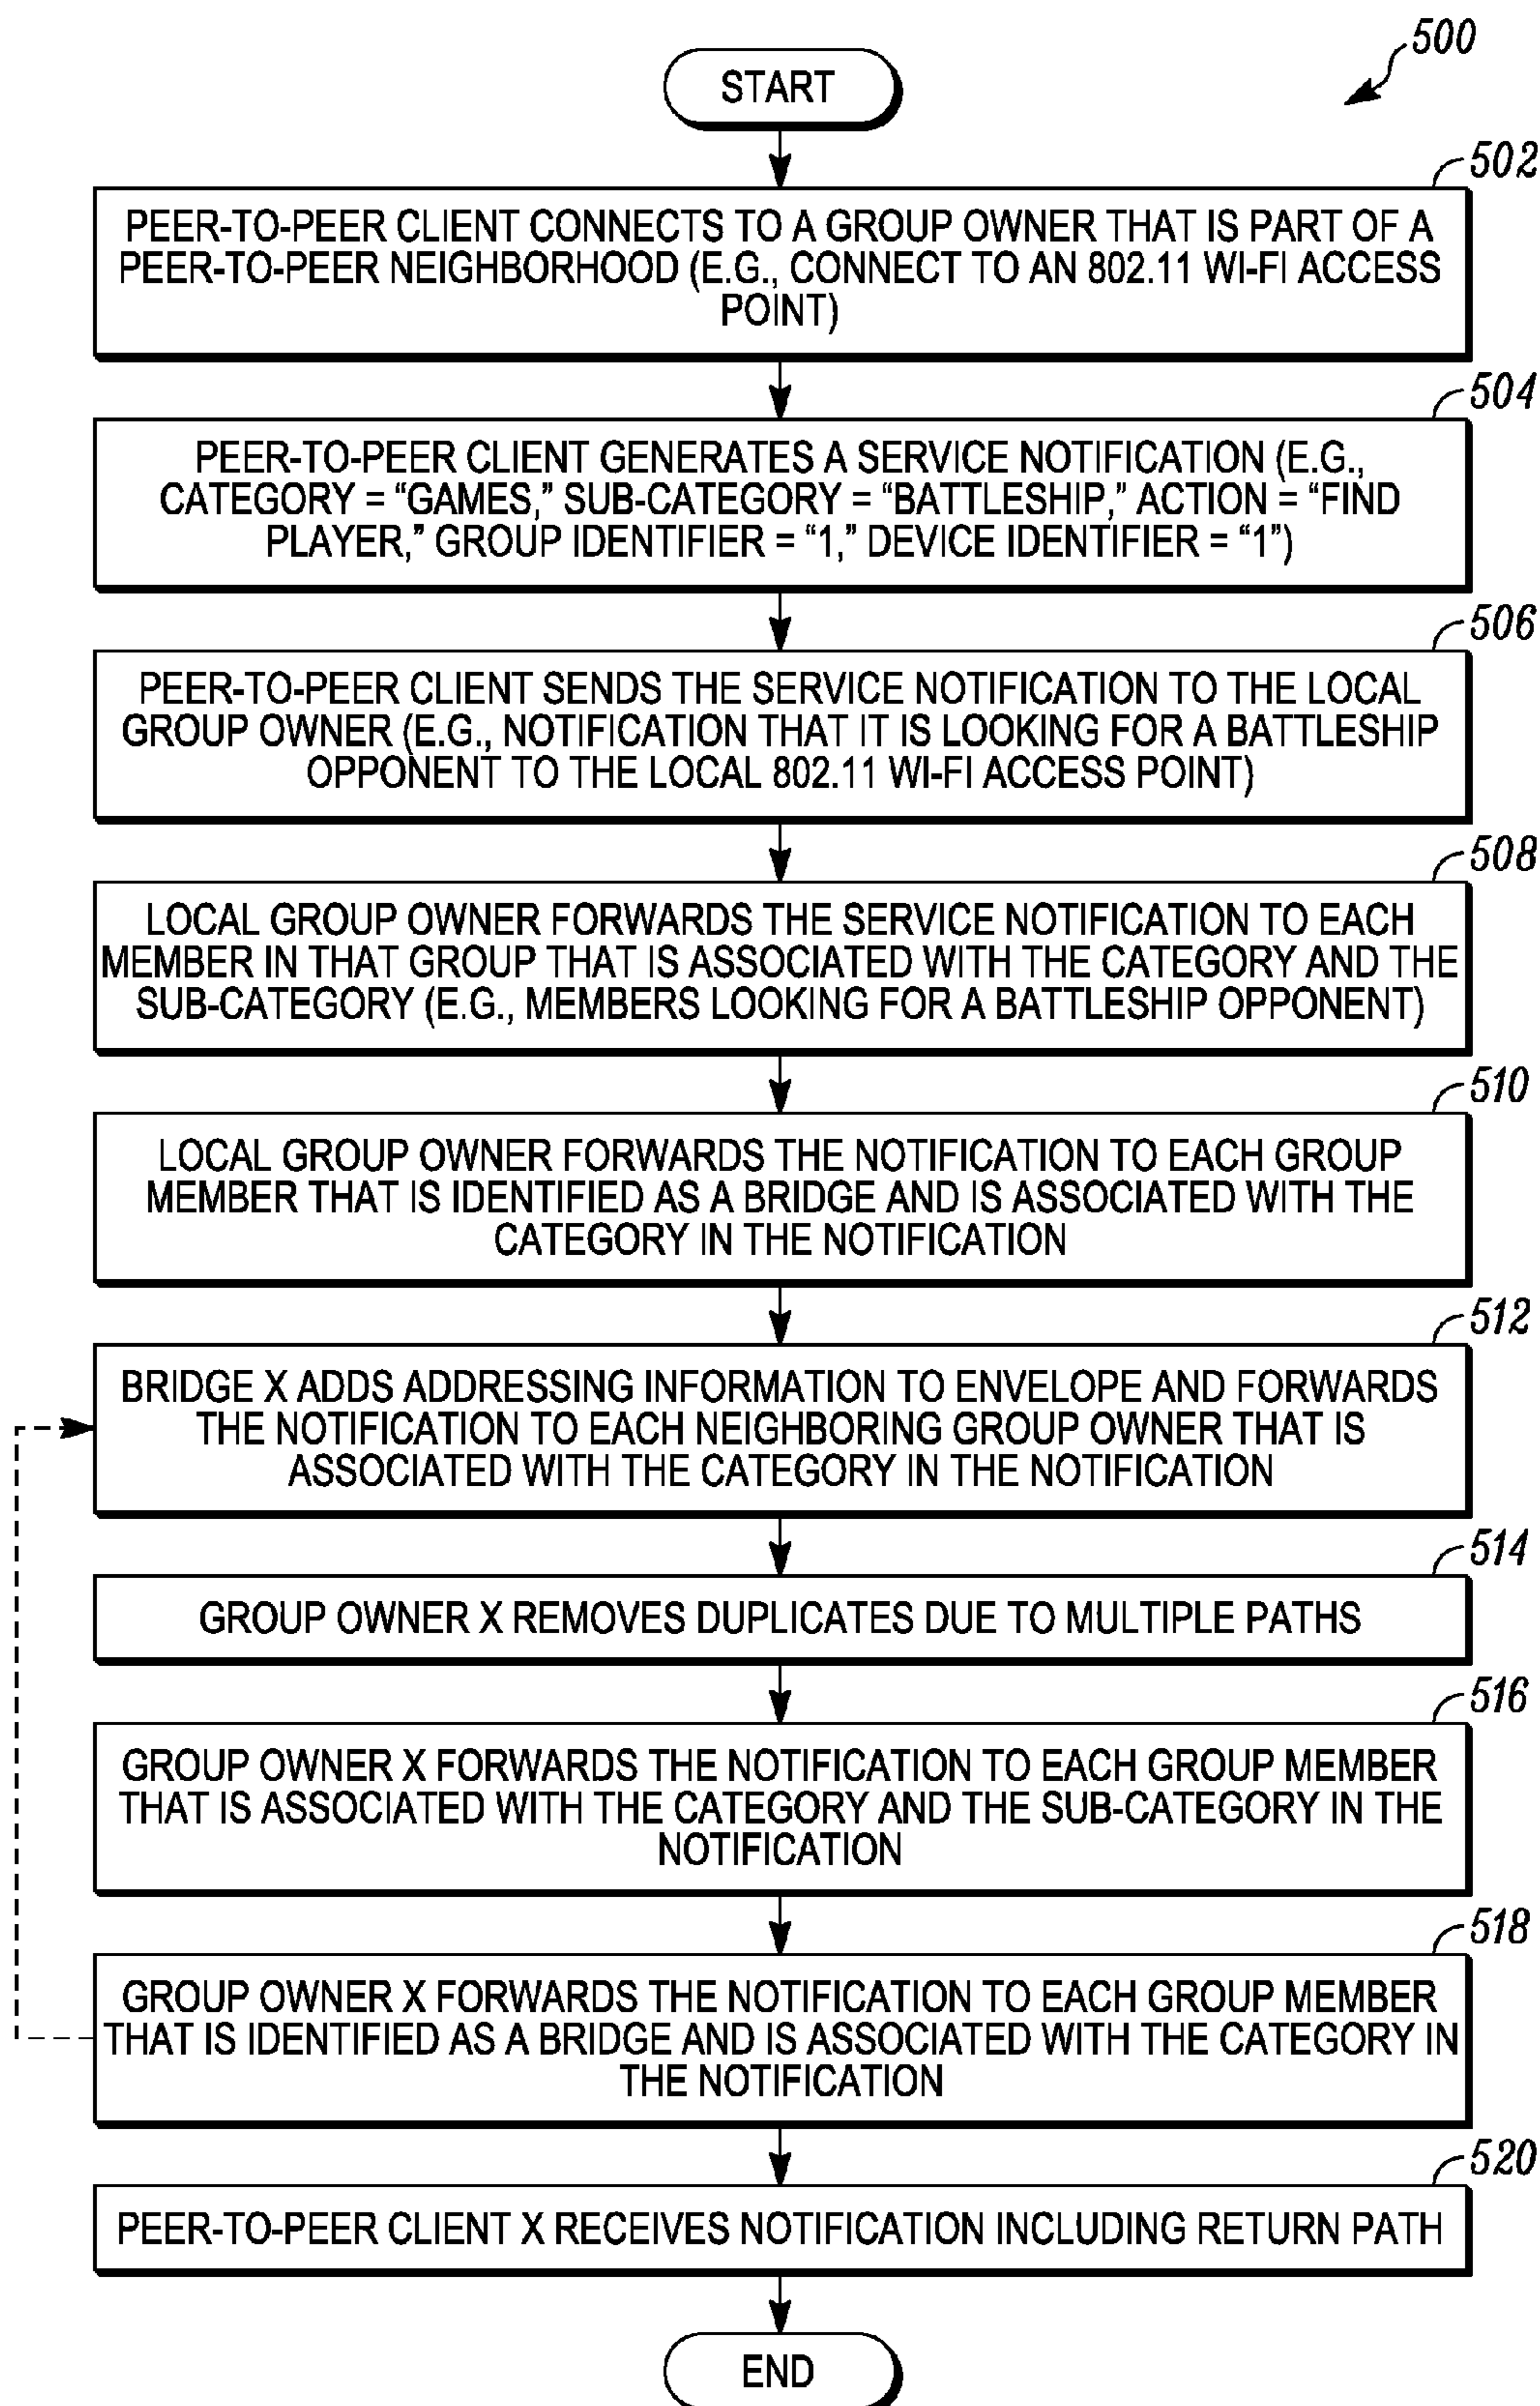 500
START
502
PEER-TO-PEER CLIENT CONNECTS TO A GROUP OWNER THAT IS PART OF A
PEER-TO-PEER NEIGHBORHOOD (E.G., CONNECT TO AN 802.11 WI-FI ACCESS
POINT)
504
PEER-TO-PEER CLIENT GENERATES A SERVICE NOTIFICATION (E.G.,
CATEGORY = “GAMES,” SUB-CATEGORY = “BATTLESHIP,” ACTION = “FIND
PLAYER,” GROUP IDENTIFIER = “1,” DEVICE IDENTIFIER = “1”)
506
PEER-TO-PEER CLIENT SENDS THE SERVICE NOTIFICATION TO THE LOCAL
GROUP OWNER (E.G., NOTIFICATION THAT IT IS LOOKING FOR A BATTLESHIP
OPPONENT TO THE LOCAL 802.11 WI-FI ACCESS POINT)
508
LOCAL GROUP OWNER FORWARDS THE SERVICE NOTIFICATION TO EACH
MEMBER IN THAT GROUP THAT IS ASSOCIATED WITH THE CATEGORY AND THE
SUB-CATEGORY (E.G., MEMBERS LOOKING FOR A BATTLESHIP OPPONENT)
510
LOCAL GROUP OWNER FORWARDS THE NOTIFICATION TO EACH GROUP
MEMBER THAT IS IDENTIFIED AS A BRIDGE AND IS ASSOCIATED WITH THE
CATEGORY IN THE NOTIFICATION
512
BRIDGE X ADDS ADDRESSING INFORMATION TO ENVELOPE AND FORWARDS
THE NOTIFICATION TO EACH NEIGHBORING GROUP OWNER THAT IS
ASSOCIATED WITH THE CATEGORY IN THE NOTIFICATION
514
GROUP OWNER X REMOVES DUPLICATES DUE TO MULTIPLE PATHS
516
GROUP OWNER X FORWARDS THE NOTIFICATION TO EACH GROUP MEMBER
THAT IS ASSOCIATED WITH THE CATEGORY AND THE SUB-CATEGORY IN THE
NOTIFICATION
518
GROUP OWNER X FORWARDS THE NOTIFICATION TO EACH GROUP MEMBER
THAT IS IDENTIFIED AS A BRIDGE AND IS ASSOCIATED WITH THE CATEGORY IN
THE NOTIFICATION
520
PEER-TO-PEER CLIENT X RECEIVES NOTIFICATION INCLUDING RETURN PATH
END